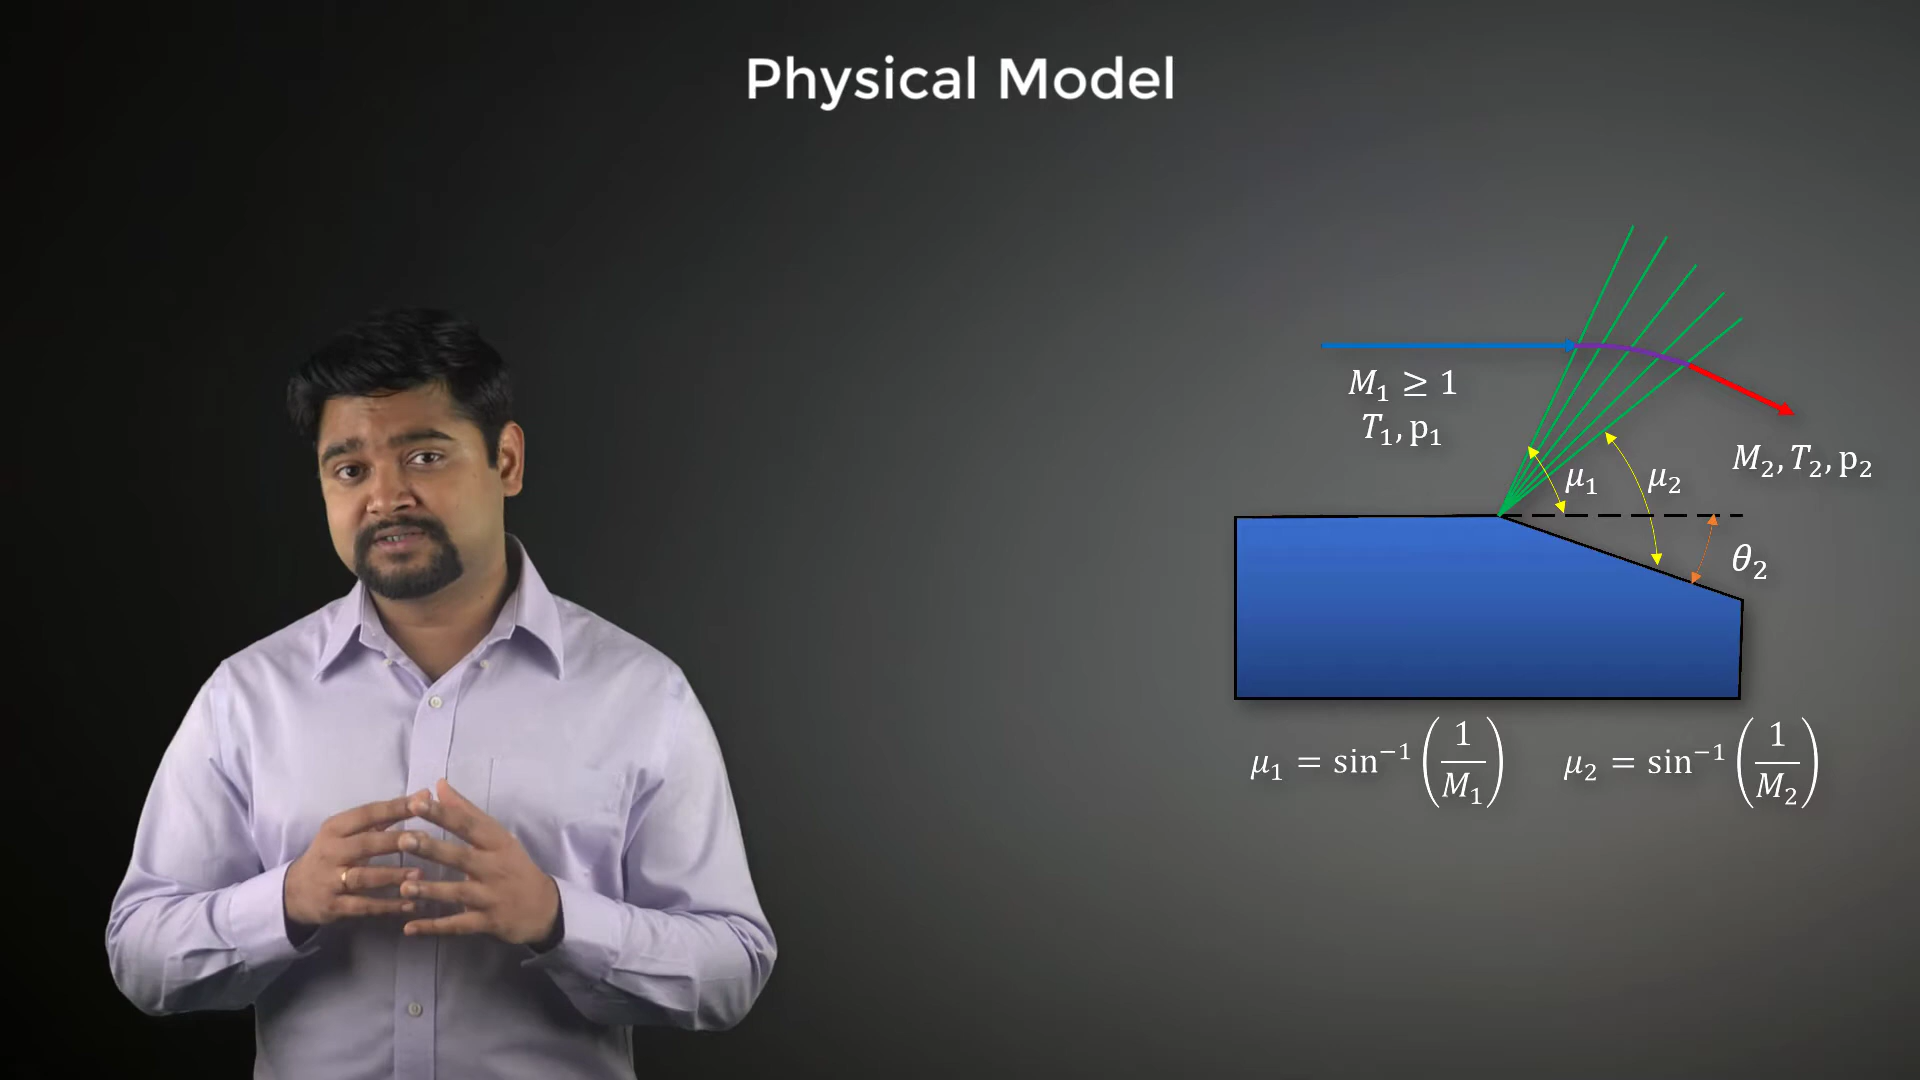 Physical Model
M₁ ≥ 1
T₁, p₁
M₂, T₂, p₂
μ₁
μ₂
θ₂
μ₁ = sin⁻¹(1/M₁)
μ₂ = sin⁻¹(1/M₂)